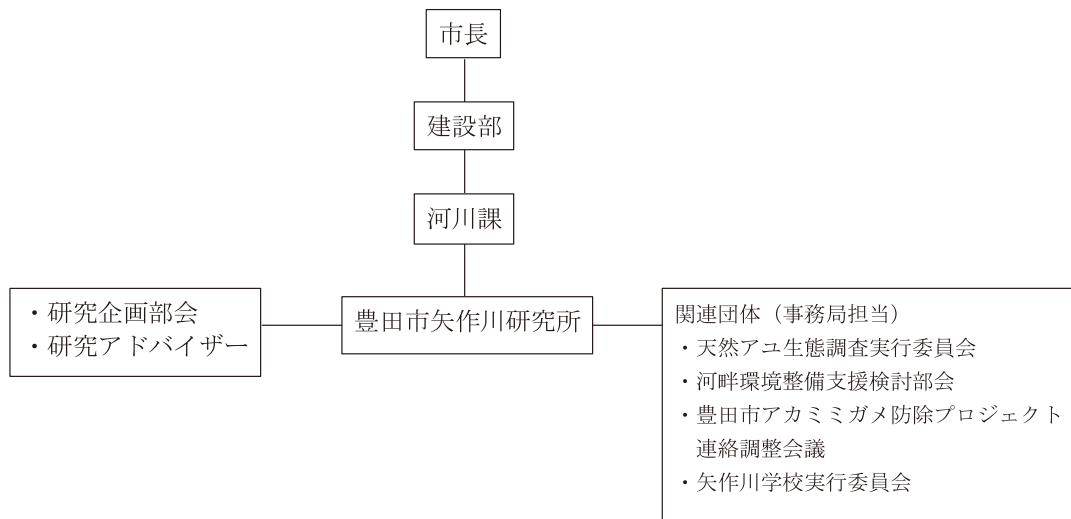 市長
建設部
河川課
・研究企画部会
・研究アドバイザー
豊田市矢作川研究所
関連団体（事務局担当）
・天然アユ生態調査実行委員会
・河畔環境整備支援検討部会
・豊田市アカミミガメ防除プロジェクト
連絡調整会議
・矢作川学校実行委員会